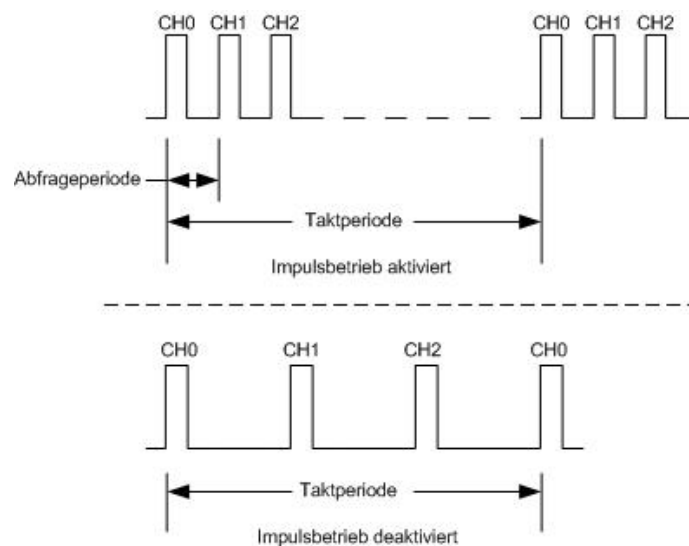 CH0 CH1 CH2 CH0 CH1 CH2
Abfrageperiode
Taktperiode
Impulsbetrieb aktiviert
CH0 CH1 CH2 CH0
Taktperiode
Impulsbetrieb deaktiviert